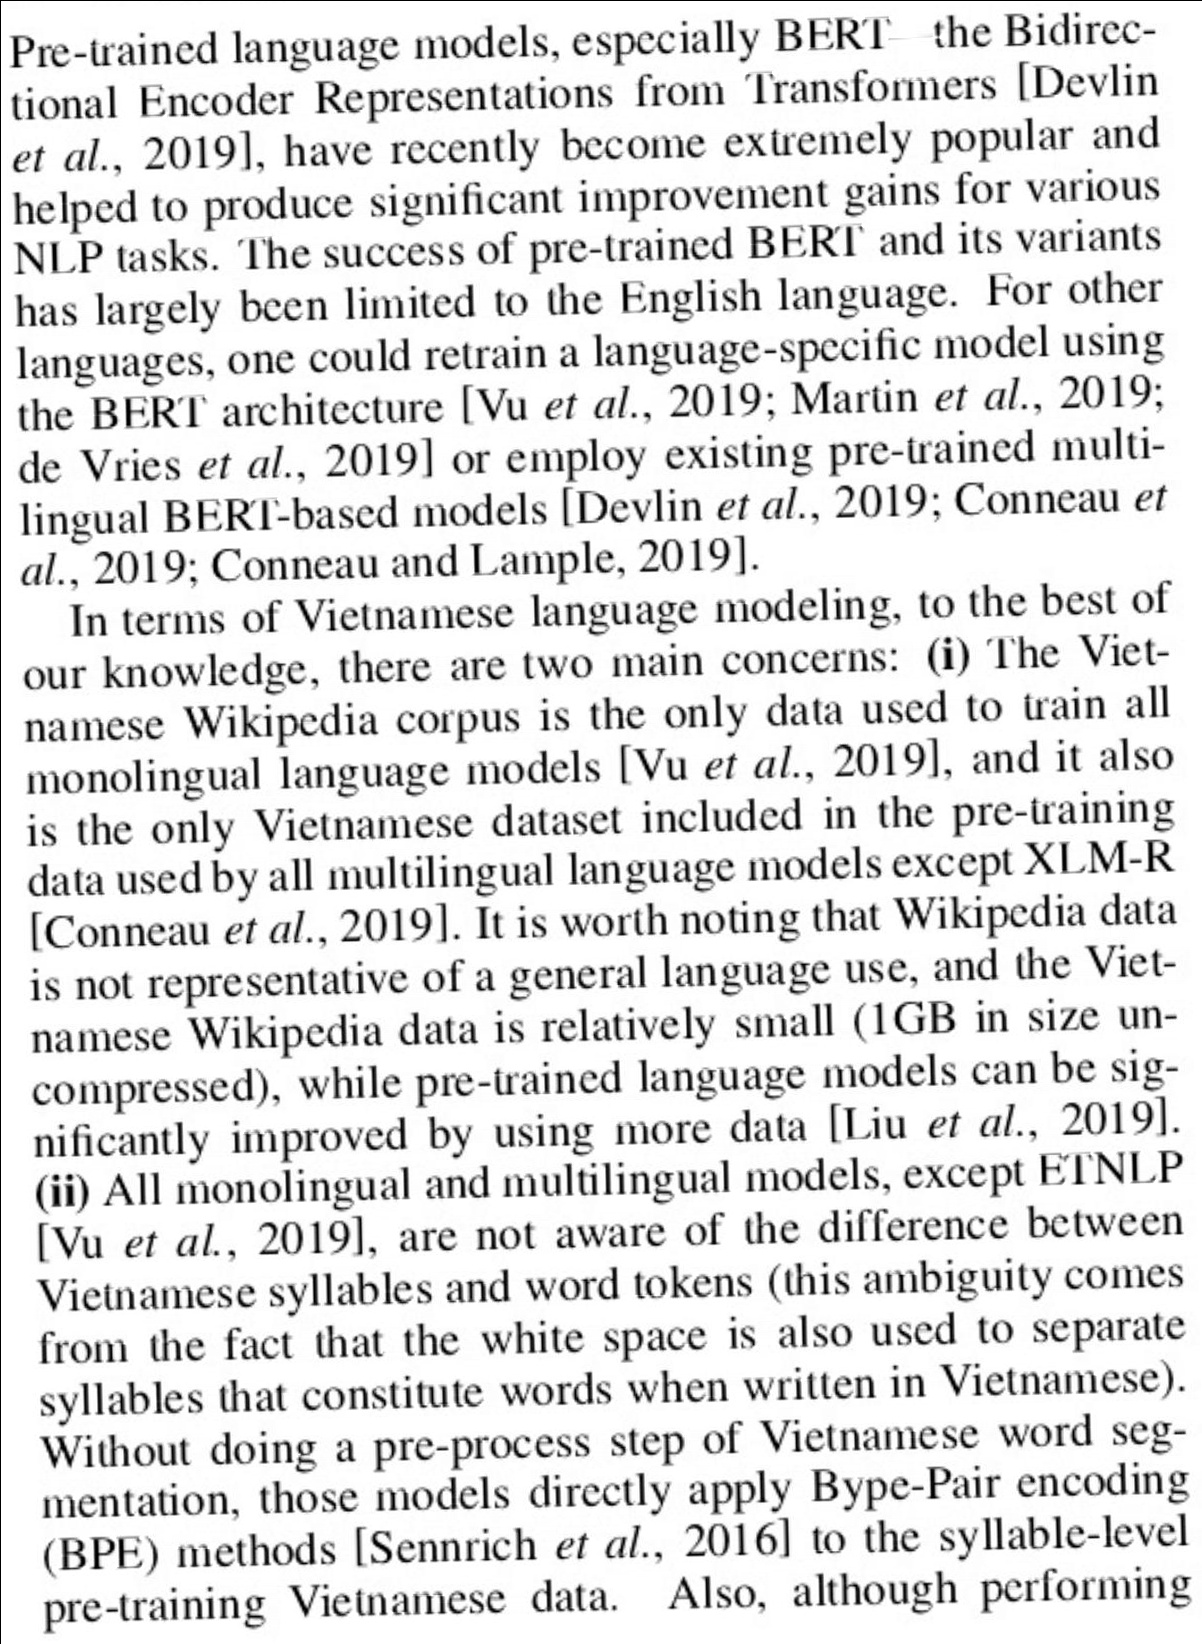 Pre-trained language models, especially BERT—the Bidirec-
tional Encoder Representations from Transformers [Devlin
et al., 2019], have recently become extremely popular and
helped to produce significant improvement gains for various
NLP tasks. The success of pre-trained BERT and its variants
has largely been limited to the English language. For other
languages, one could retrain a language-specific model using
the BERT architecture [Vu et al., 2019; Martin et al., 2019;
de Vries et al., 2019] or employ existing pre-trained multi-
lingual BERT-based models [Devlin et al., 2019; Conneau et
al., 2019; Conneau and Lample, 2019].
In terms of Vietnamese language modeling, to the best of
our knowledge, there are two main concerns: (i) The Viet-
namese Wikipedia corpus is the only data used to train all
monolingual language models [Vu et al., 2019], and it also
is the only Vietnamese dataset included in the pre-training
data used by all multilingual language models except XLM-R
[Conneau et al., 2019]. It is worth noting that Wikipedia data
is not representative of a general language use, and the Viet-
namese Wikipedia data is relatively small (1GB in size un-
compressed), while pre-trained language models can be sig-
nificantly improved by using more data [Liu et al., 2019].
(ii) All monolingual and multilingual models, except ETNLP
[Vu et al., 2019], are not aware of the difference between
Vietnamese syllables and word tokens (this ambiguity comes
from the fact that the white space is also used to separate
syllables that constitute words when written in Vietnamese).
Without doing a pre-process step of Vietnamese word seg-
mentation, those models directly apply Bype-Pair encoding
(BPE) methods [Sennrich et al., 2016] to the syllable-level
pre-training Vietnamese data. Also, although performing